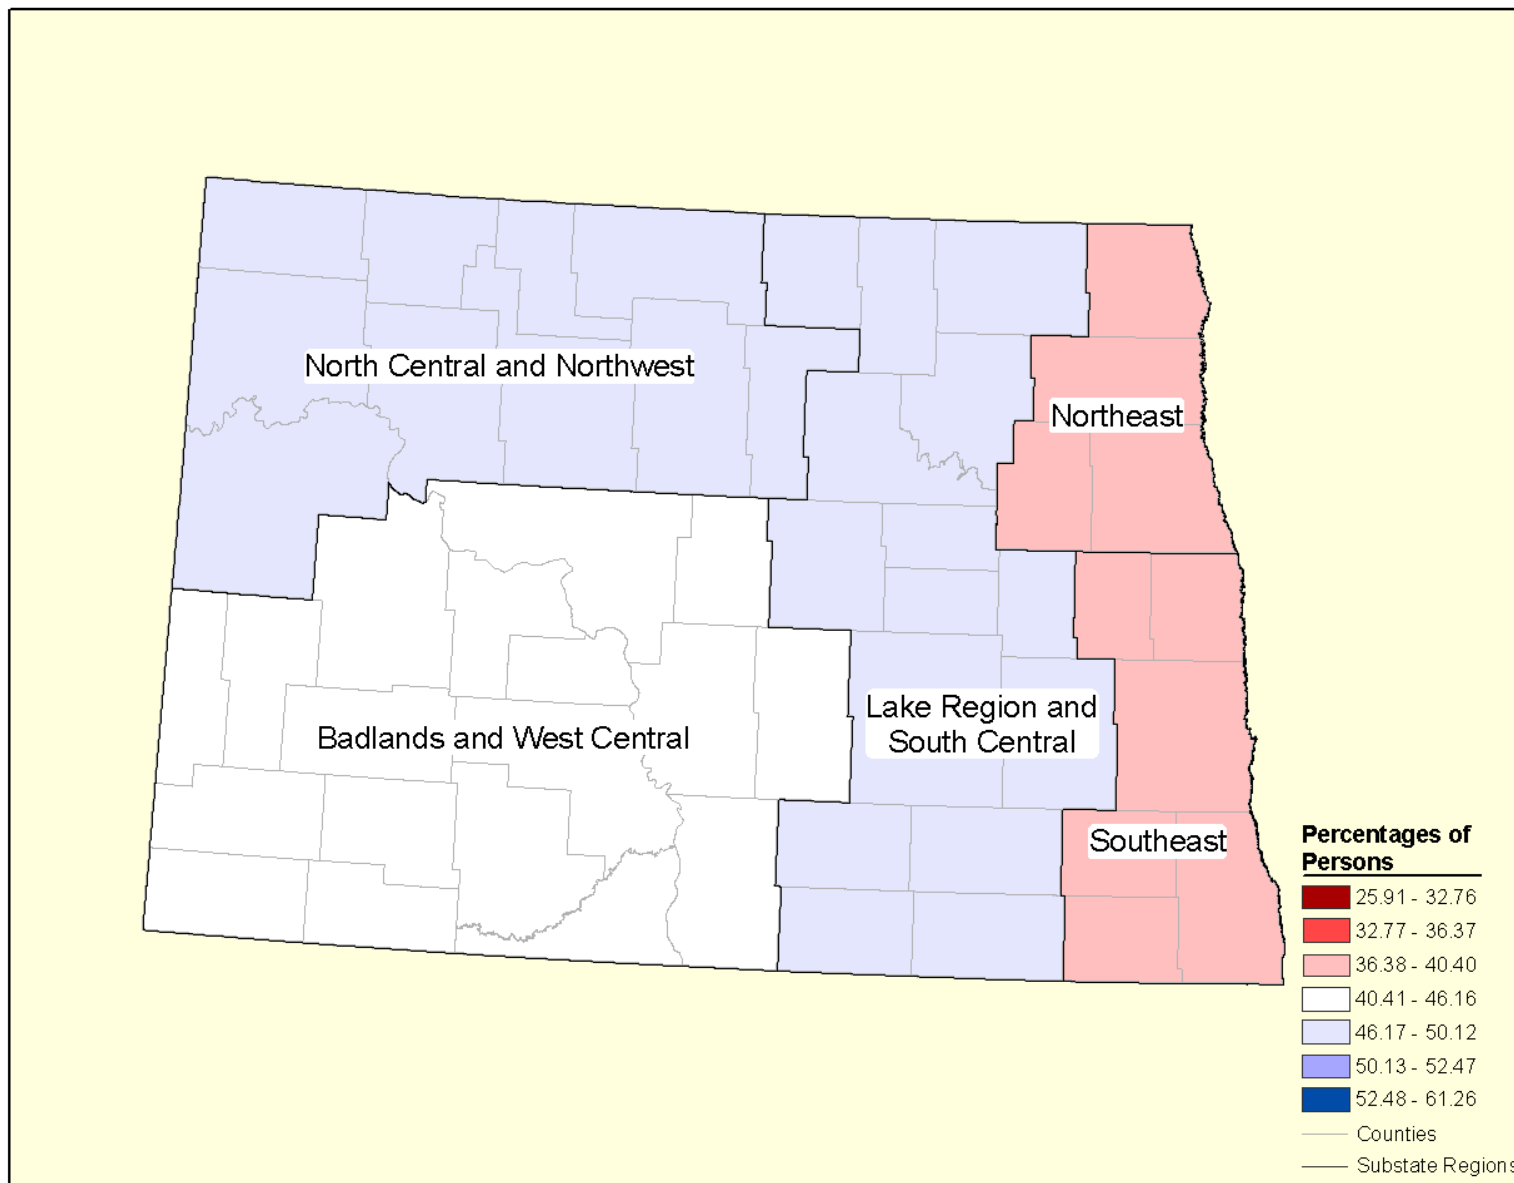 North Central and Northwest
Northeast
Lake Region and
South Central
Badlands and West Central
Southeast
Percentages of
Persons
25.91 - 32.76
32.77 - 36.37
36.38 - 40.40
40.41 - 46.16
46.17 - 50.12
50.13 - 52.47
52.48 - 61.26
Counties
Substate Regions